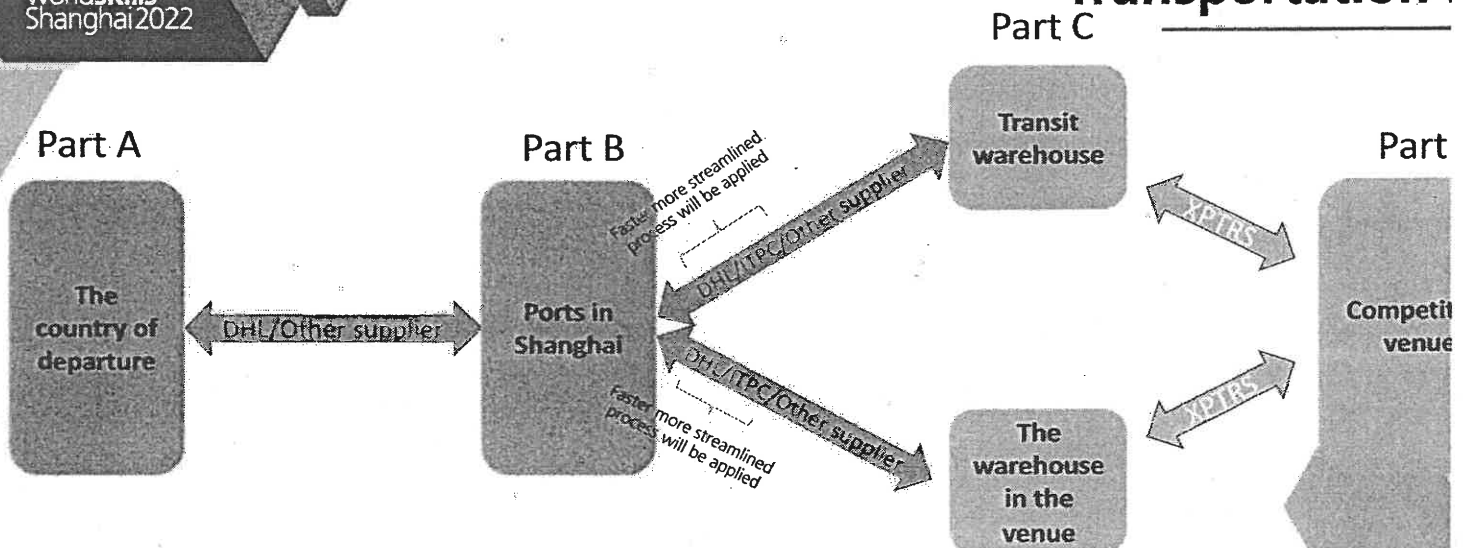 WorldSkills
Shanghai2022
Transportation
Part A
Part B
Part C
Part
The
country of
departure
DHL/Other supplier
Ports in
Shanghai
Faster more streamlined
process will be applied
DHL/iTPC/Other supplier
DHL/iTPC/Other supplier
Faster more streamlined
process will be applied
Transit
warehouse
The
warehouse
in the
venue
XPTRS
XPTRS
Competit
venue